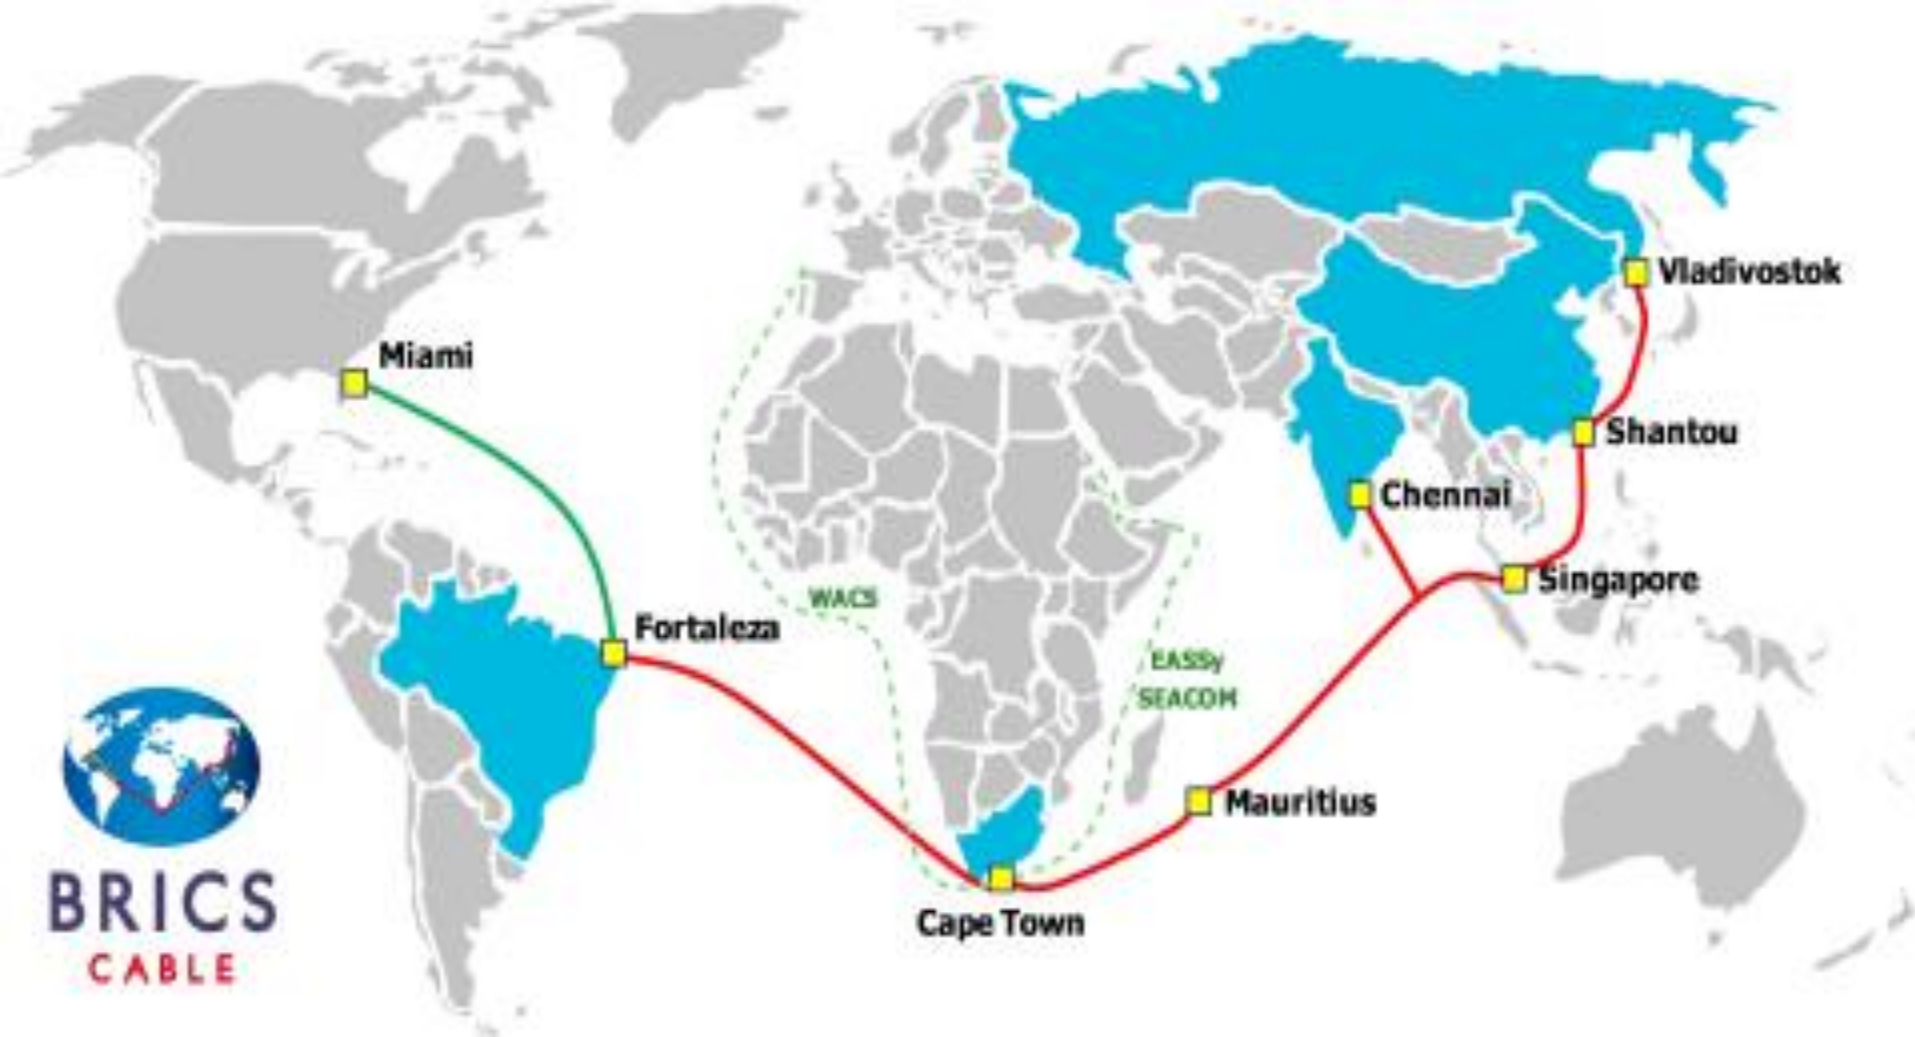 Vladivostok
Miami
Shantou
Chennai
Singapore
WACS
Fortaleza
EASSy
SEACOM
Mauritius
BRICS
CABLE
Cape Town